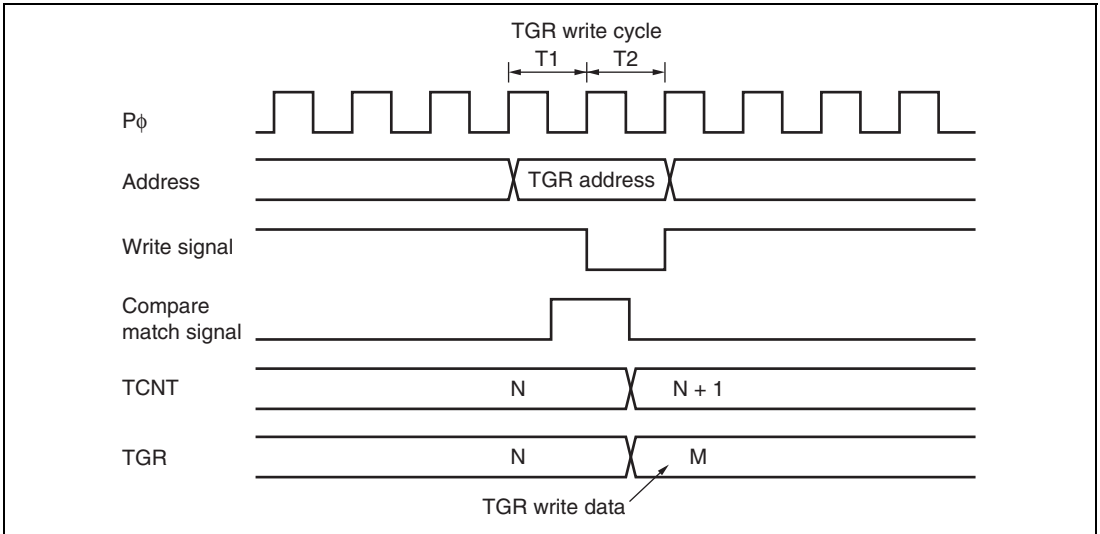 TGR write cycle
T1 T2
Pϕ
Address
TGR address
Write signal
Compare
match signal
TCNT
N
N + 1
TGR
N
M
TGR write data